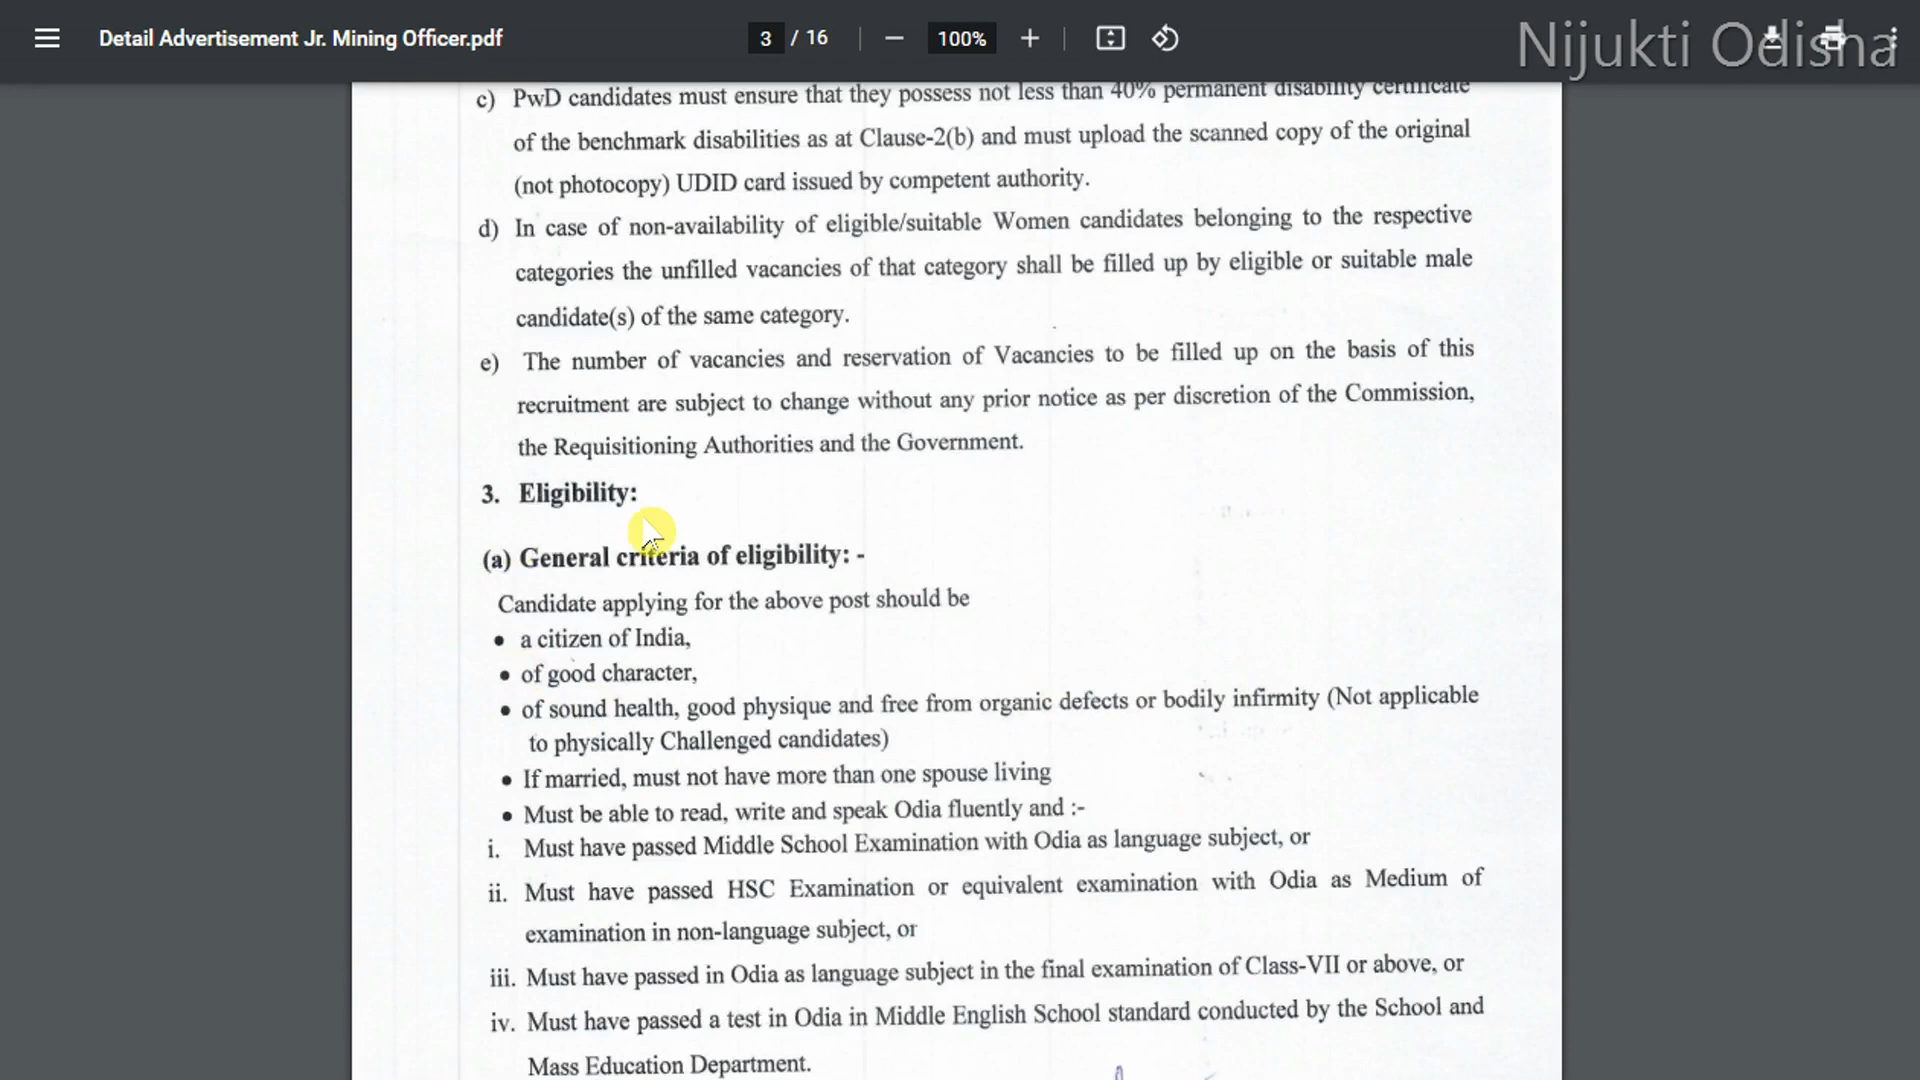 Detail Advertisement Jr. Mining Officer.pdf
3 / 16
100%
Nijukti Odisha
c) PwD candidates must ensure that they possess not less than 40% permanent disability certificate
of the benchmark disabilities as at Clause-2(b) and must upload the scanned copy of the original
(not photocopy) UDID card issued by competent authority.
d) In case of non-availability of eligible/suitable Women candidates belonging to the respective
categories the unfilled vacancies of that category shall be filled up by eligible or suitable male
candidate(s) of the same category.
e) The number of vacancies and reservation of Vacancies to be filled up on the basis of this
recruitment are subject to change without any prior notice as per discretion of the Commission,
the Requisitioning Authorities and the Government.
3. Eligibility:
(a) General criteria of eligibility: -
Candidate applying for the above post should be
• a citizen of India,
• of good character,
• of sound health, good physique and free from organic defects or bodily infirmity (Not applicable
to physically Challenged candidates)
• If married, must not have more than one spouse living
• Must be able to read, write and speak Odia fluently and :-
i. Must have passed Middle School Examination with Odia as language subject, or
ii. Must have passed HSC Examination or equivalent examination with Odia as Medium of
examination in non-language subject, or
iii. Must have passed in Odia as language subject in the final examination of Class-VII or above, or
iv. Must have passed a test in Odia in Middle English School standard conducted by the School and
Mass Education Department.